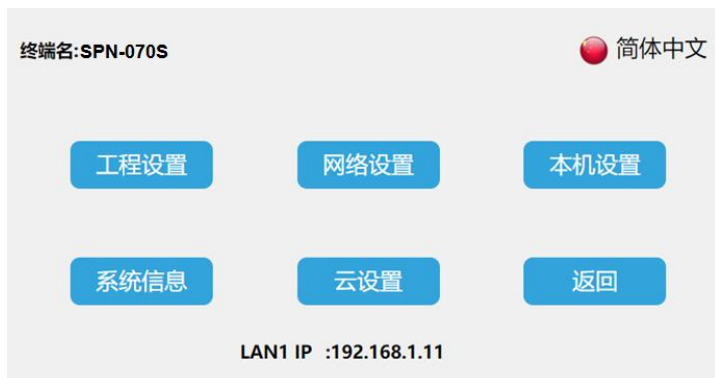 终端名:SPN-070S
简体中文
工程设置
网络设置
本机设置
系统信息
云设置
返回
LAN1 IP :192.168.1.11